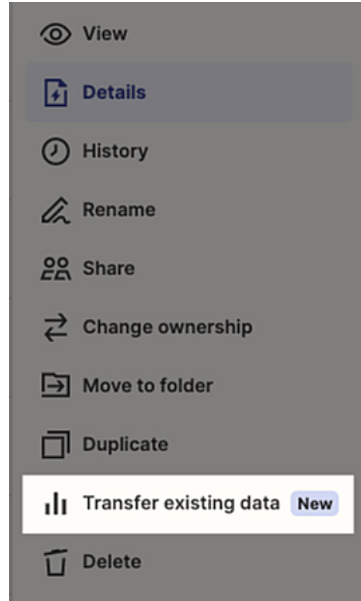 View
Details
History
Rename
Share
Change ownership
Move to folder
Duplicate
Transfer existing data New
Delete